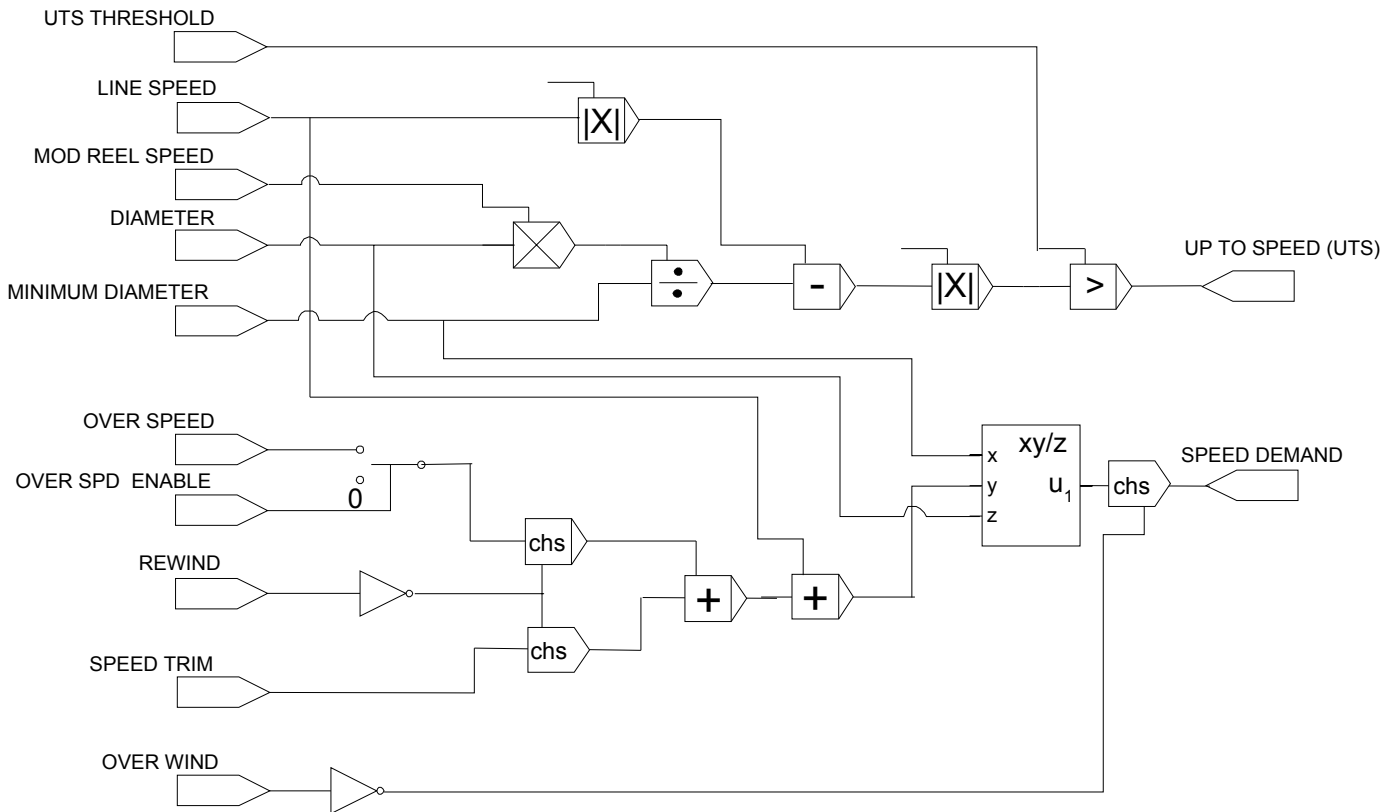 UTS THRESHOLD
LINE SPEED
|X|
MOD REEL SPEED
DIAMETER
UP TO SPEED (UTS)
MINIMUM DIAMETER
-
|X|
>
OVER SPEED
xy/z
x
SPEED DEMAND
OVER SPD ENABLE
0
y
u1
chs
z
chs
REWIND
+
+
chs
SPEED TRIM
OVER WIND